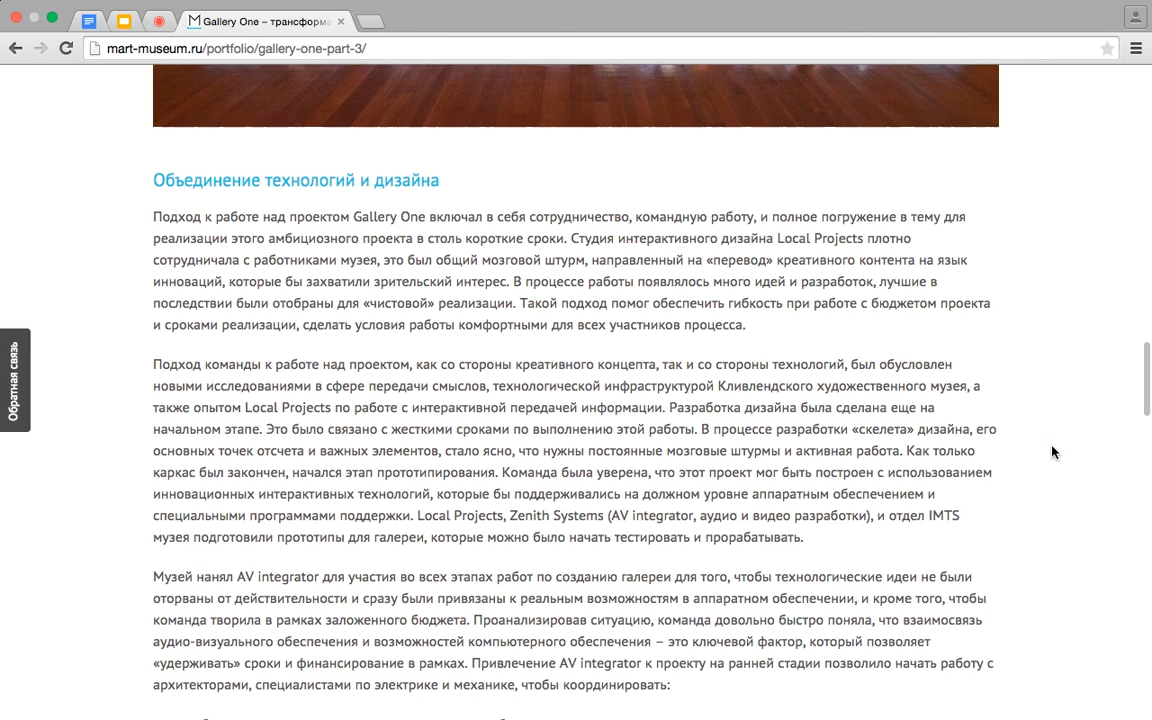 Gallery One – трансформа
mart-museum.ru/portfolio/gallery-one-part-3/
Объединение технологий и дизайна
Подход к работе над проектом Gallery One включал в себя сотрудничество, командную работу, и полное погружение в тему для
реализации этого амбициозного проекта в столь короткие сроки. Студия интерактивного дизайна Local Projects плотно
сотрудничала с работниками музея, это был общий мозговой штурм, направленный на «перевод» креативного контента на язык
инноваций, которые бы захватили зрительский интерес. В процессе работы появлялось много идей и разработок, лучшие в
последствии были отобраны для «чистовой» реализации. Такой подход помог обеспечить гибкость при работе с бюджетом проекта
и сроками реализации, сделать условия работы комфортными для всех участников процесса.
Обратная связь
Подход команды к работе над проектом, как со стороны креативного концепта, так и со стороны технологий, был обусловлен
новыми исследованиями в сфере передачи смыслов, технологической инфраструктурой Кливлендского художественного музея, а
также опытом Local Projects по работе с интерактивной передачей информации. Разработка дизайна была сделана еще на
начальном этапе. Это было связано с жесткими сроками по выполнению этой работы. В процессе разработки «скелета» дизайна, его
основных точек отсчета и важных элементов, стало ясно, что нужны постоянные мозговые штурмы и активная работа. Как только
каркас был закончен, начался этап прототипирования. Команда была уверена, что этот проект мог быть построен с использованием
инновационных интерактивных технологий, которые бы поддерживались на должном уровне аппаратным обеспечением и
специальными программами поддержки. Local Projects, Zenith Systems (AV integrator, аудио и видео разработки), и отдел IMTS
музея подготовили прототипы для галереи, которые можно было начать тестировать и прорабатывать.
Музей нанял AV integrator для участия во всех этапах работ по созданию галереи для того, чтобы технологические идеи не были
оторваны от действительности и сразу были привязаны к реальным возможностям в аппаратном обеспечении, и кроме того, чтобы
команда творила в рамках заложенного бюджета. Проанализировав ситуацию, команда довольно быстро поняла, что взаимосвязь
аудио-визуального обеспечения и возможностей компьютерного обеспечения – это ключевой фактор, который позволяет
«удерживать» сроки и финансирование в рамках. Привлечение AV integrator к проекту на ранней стадии позволило начать работу с
архитекторами, специалистами по электрике и механике, чтобы координировать: